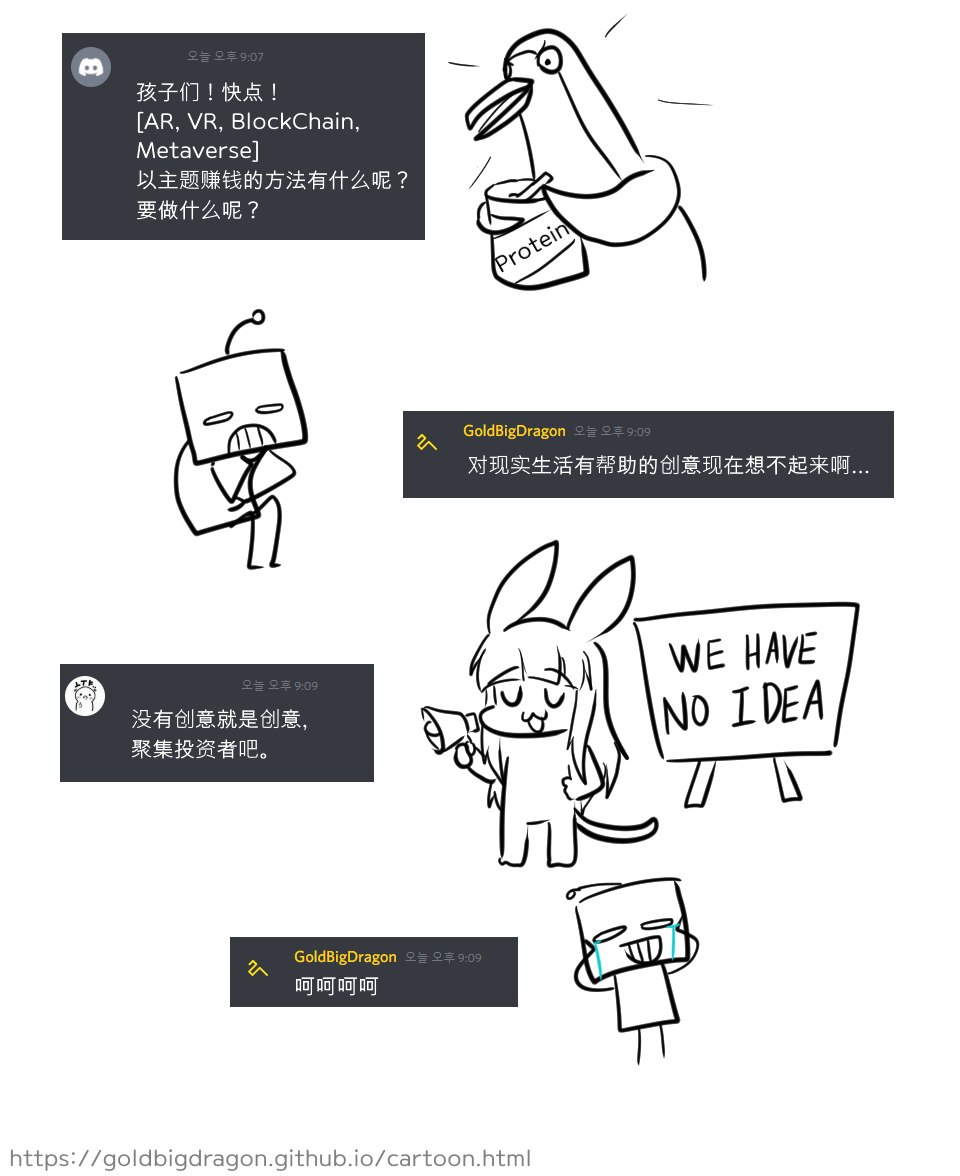 오늘 오후 9:07
孩子们！快点！
[AR, VR, BlockChain,
Metaverse]
以主题赚钱的方法有什么呢？
要做什么呢？
Protein
GoldBigDragon 오늘 오후 9:09
对现实生活有帮助的创意现在想不起来啊...
WE HAVE
NO IDEA
오늘 오후 9:09
没有创意就是创意,
聚集投资者吧。
GoldBigDragon 오늘 오후 9:09
呵呵呵呵
https://goldbigdragon.github.io/cartoon.html